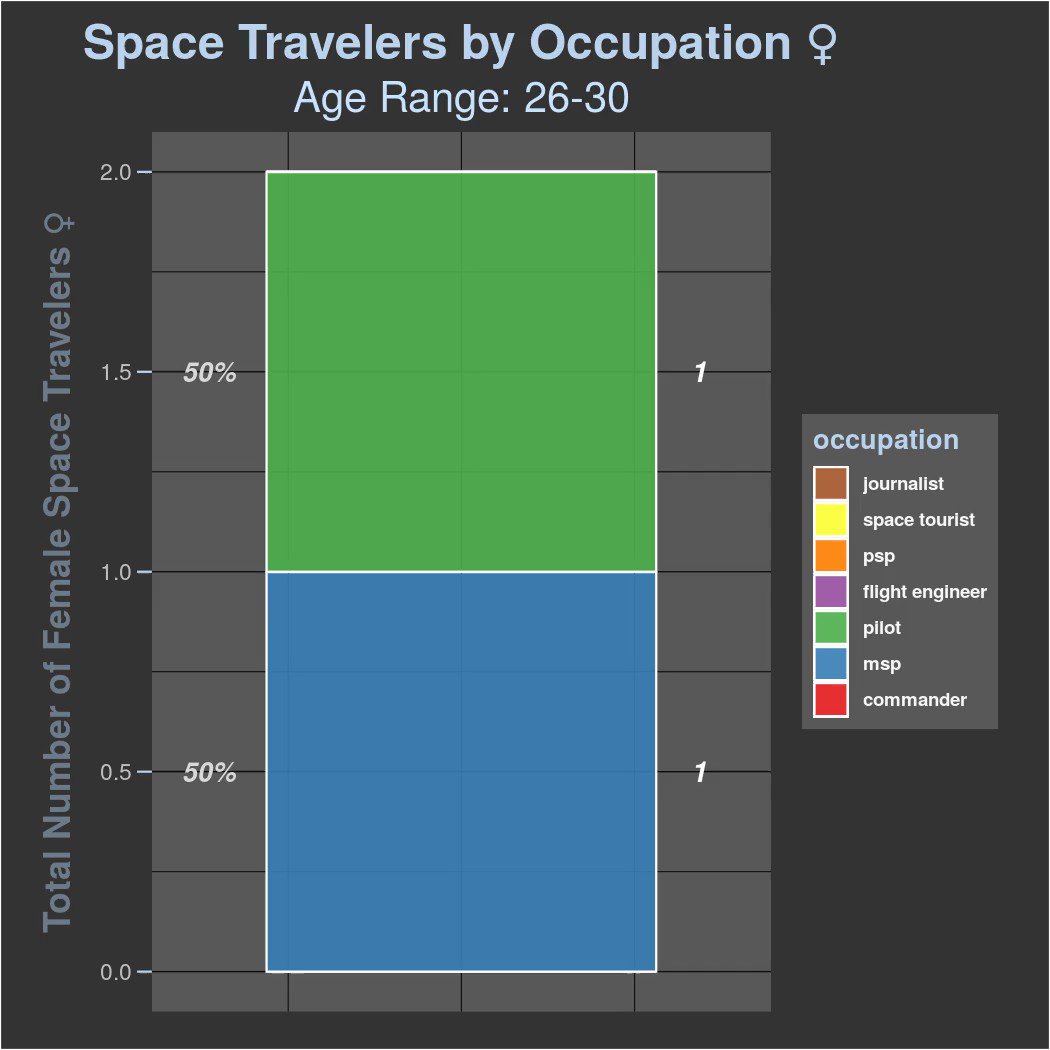 Space Travelers by Occupation ♀
Age Range: 26-30
Total Number of Female Space Travelers ♀
2.0
1.5
1.0
0.5
0.0
50%
1
50%
1
occupation
journalist
space tourist
psp
flight engineer
pilot
msp
commander